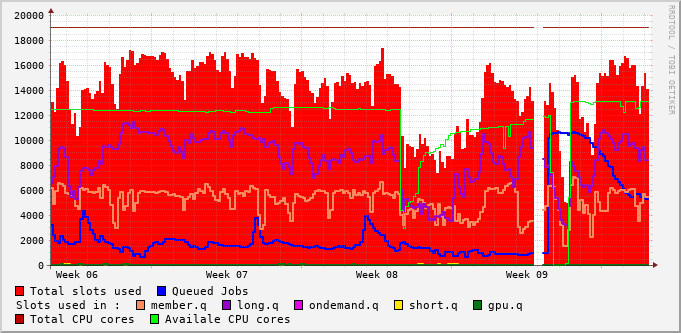 20000
18000
16000
14000
12000
10000
8000
6000
4000
2000
0
Week 06 Week 07 Week 08 Week 09
RRDTOOL / TOBI OETIKER
Total slots used Queued Jobs
Slots used in : member.q long.q ondemand.q short.q gpu.q
Total CPU cores Availale CPU cores